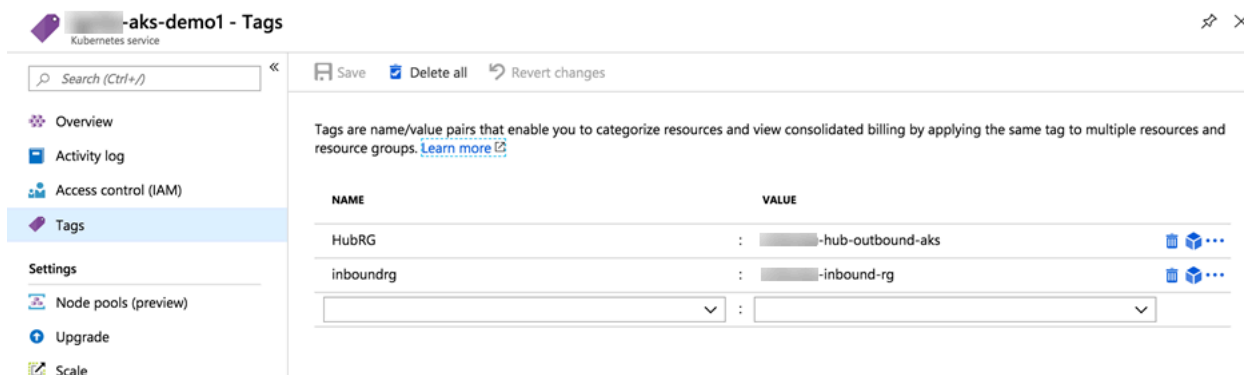 -aks-demo1 - Tags
Kubernetes service
Search (Ctrl+/)
«
Overview
Activity log
Access control (IAM)
Tags
Settings
Node pools (preview)
Upgrade
Scale
Save Delete all Revert changes
Tags are name/value pairs that enable you to categorize resources and view consolidated billing by applying the same tag to multiple resources and
resource groups. Learn more
NAME VALUE
HubRG : -hub-outbound-aks
inboundrg : -inbound-rg
: